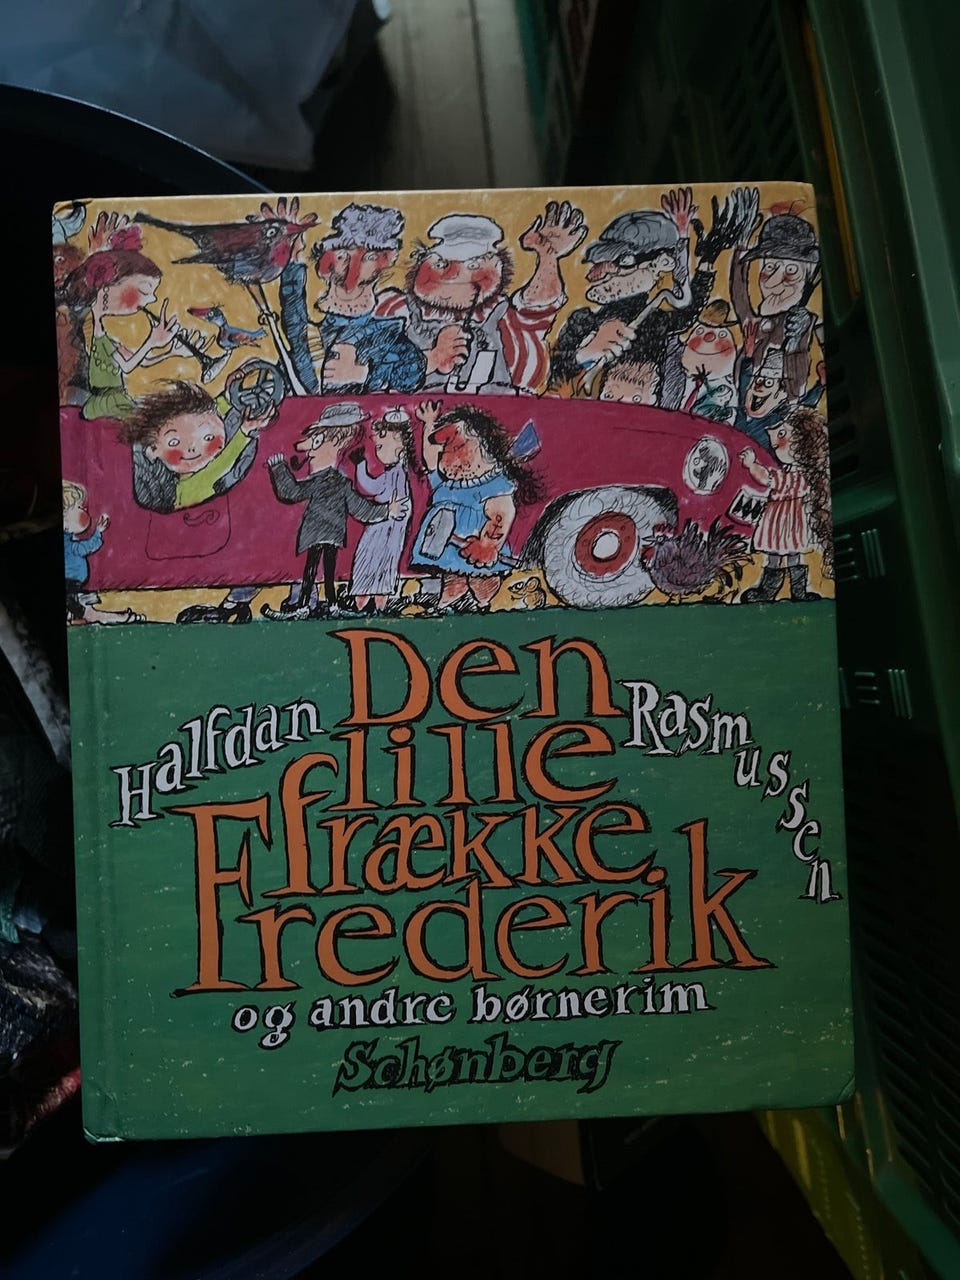 Halfdan Rasmussen
Den
lille
frække
Frederik
og andre børnerim
Schønberg